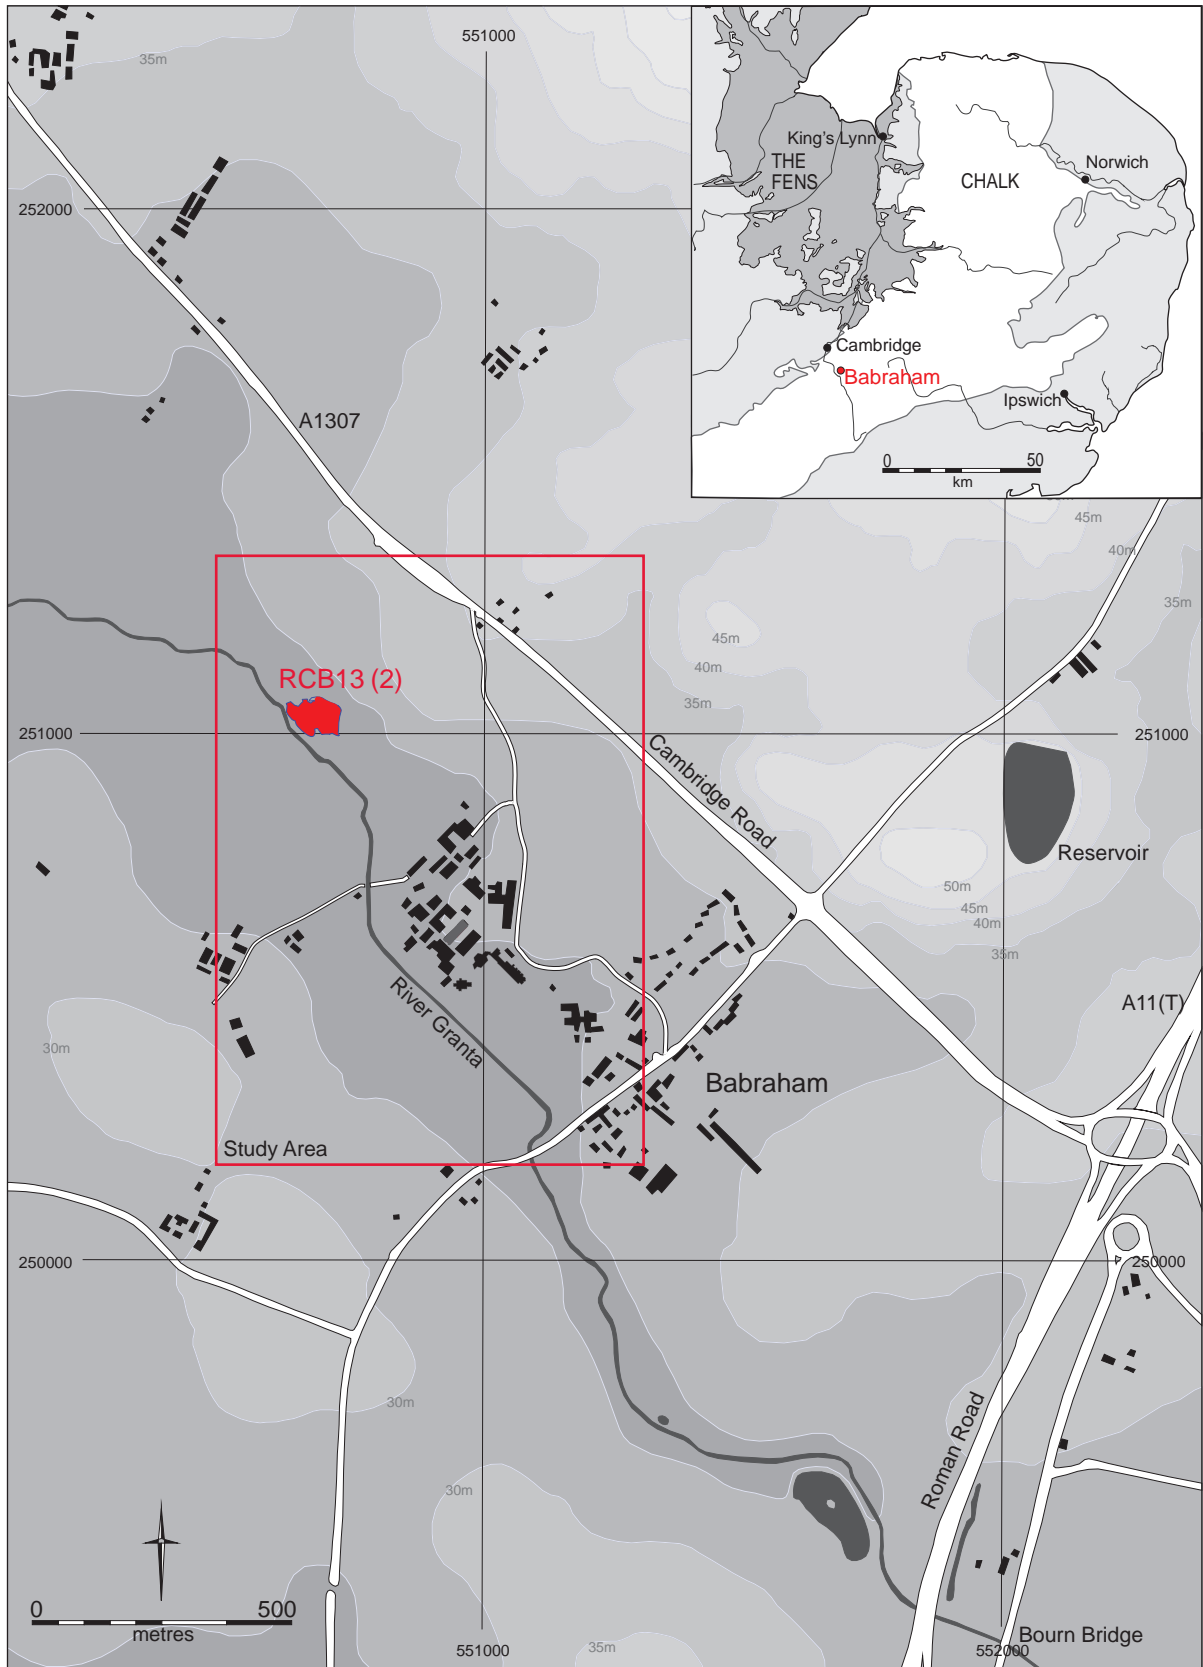 551000
35m
King's Lynn
THE
FENS
CHALK
Norwich
252000
Cambridge
Babraham
Ipswich
0 50
km
A1307
45m
40m
35m
45m
40m
35m
RCB13 (2)
251000
251000
Cambridge Road
Reservoir
50m
45m
40m
35m
A11(T)
River Granta
30m
Babraham
Study Area
250000
250000
30m
Roman Road
30m
0 500
metres
35m
551000
552000
Bourn Bridge